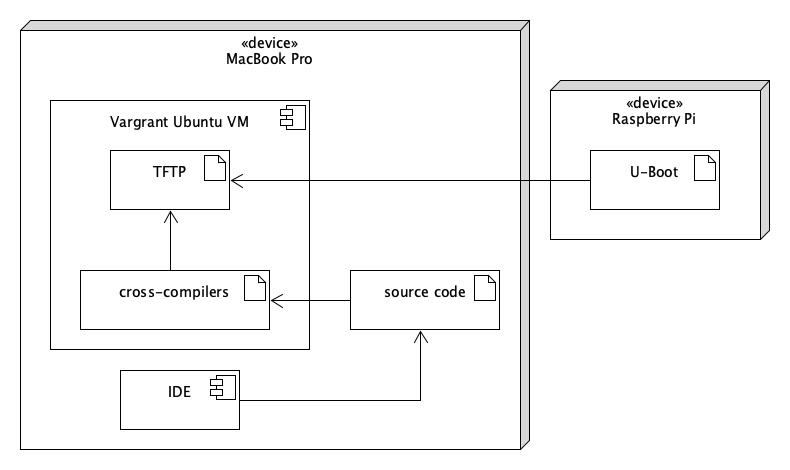 «device»
MacBook Pro
Vargrant Ubuntu VM
TFTP
cross-compilers
source code
IDE
«device»
Raspberry Pi
U-Boot